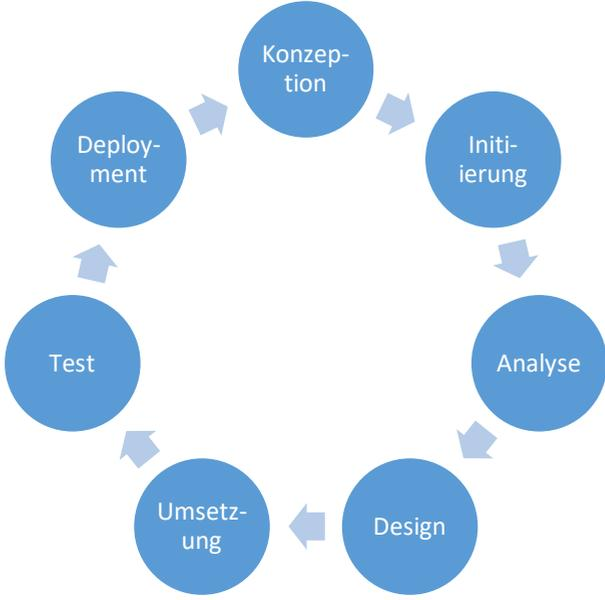 Konzep-
tion
Initi-
ierung
Analyse
Design
Umsetz-
ung
Test
Deploy-
ment